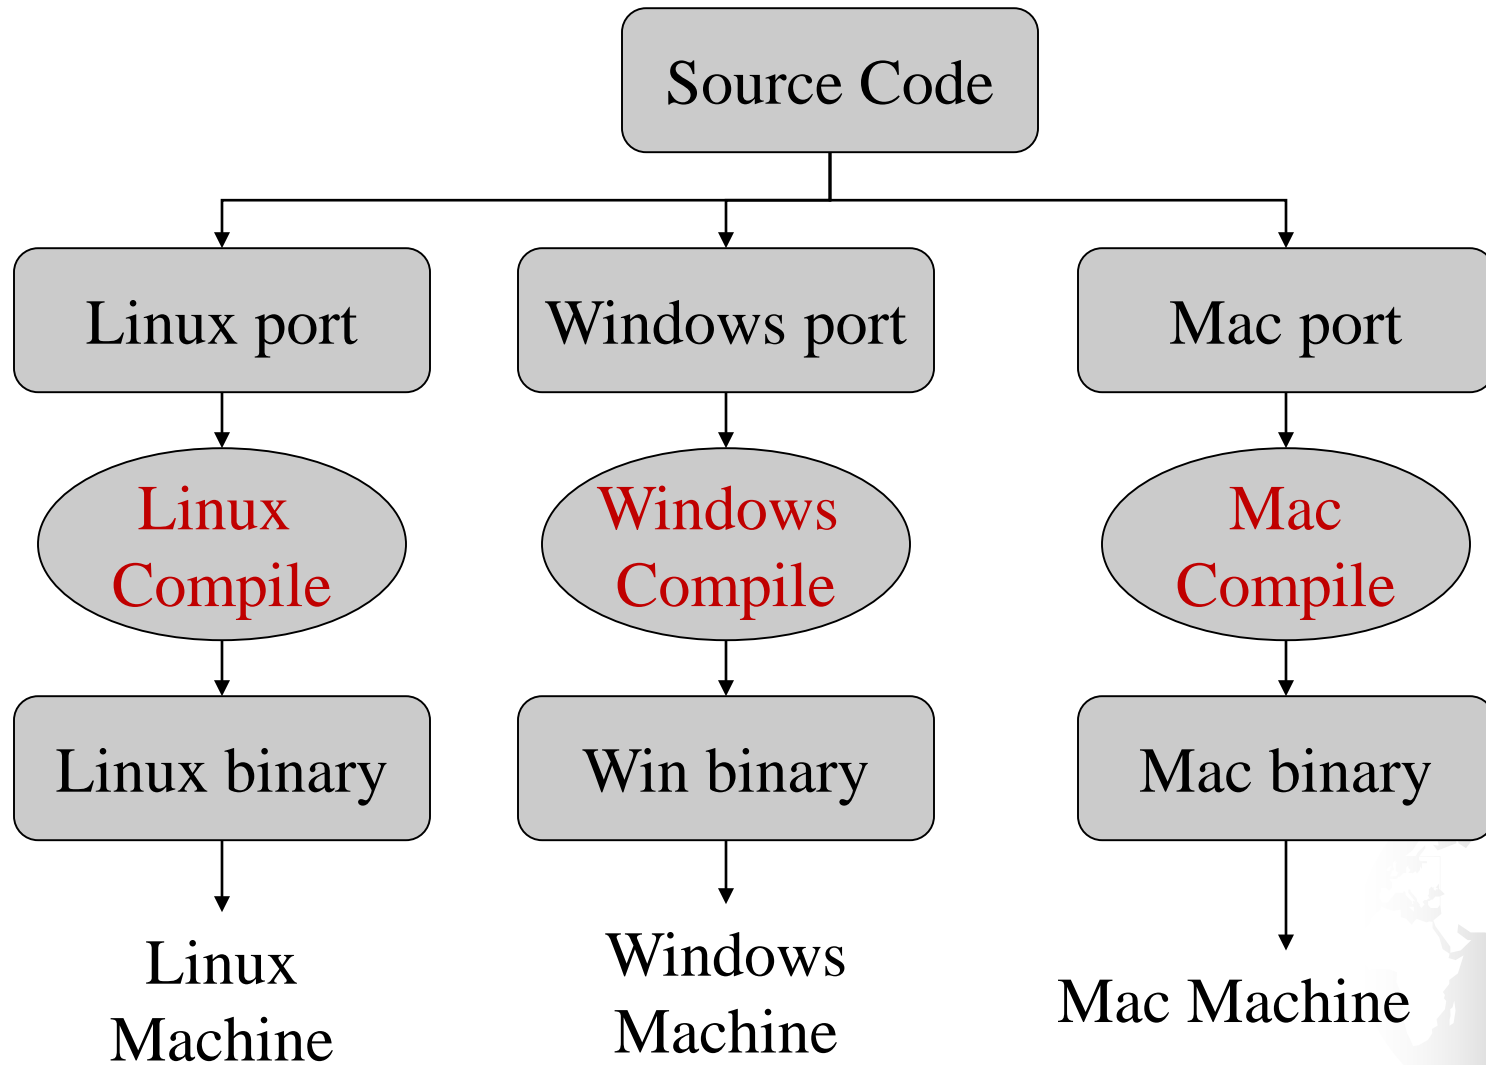 Source Code
Linux port
Windows port
Mac port
Linux
Compile
Windows
Compile
Mac
Compile
Linux binary
Win binary
Mac binary
Linux
Machine
Windows
Machine
Mac Machine